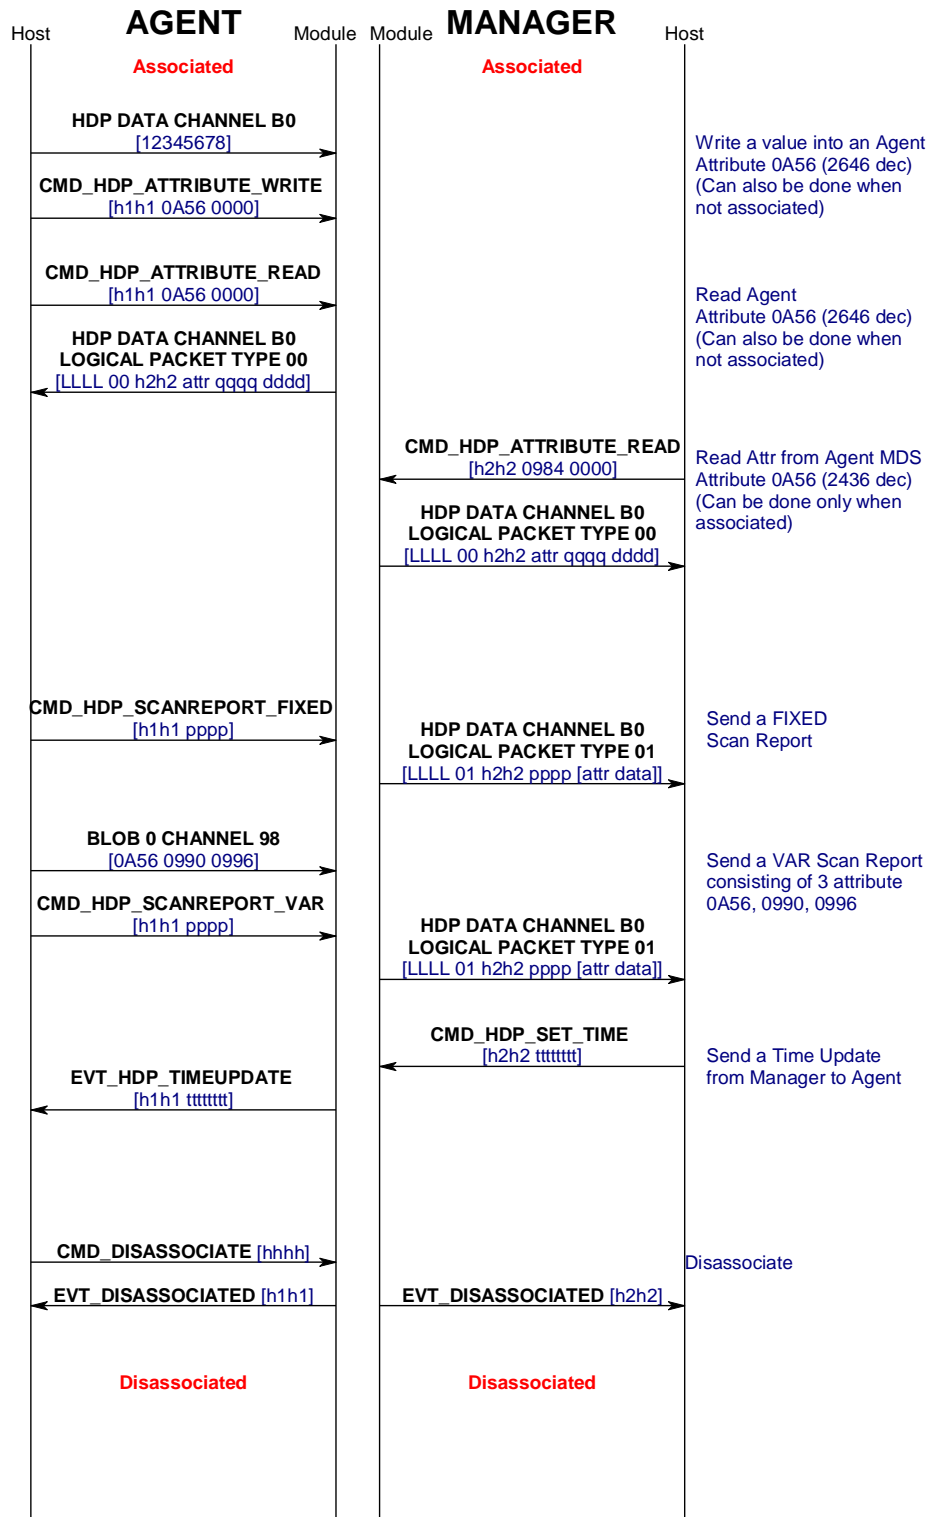 AGENT
MANAGER
Host
Module
Module
Host
Associated
Associated
HDP DATA CHANNEL B0
[12345678]
Write a value into an Agent
Attribute 0A56 (2646 dec)
(Can also be done when
not associated)
CMD_HDP_ATTRIBUTE_WRITE
[h1h1 0A56 0000]
CMD_HDP_ATTRIBUTE_READ
[h1h1 0A56 0000]
Read Agent
Attribute 0A56 (2646 dec)
(Can also be done when
not associated)
HDP DATA CHANNEL B0
LOGICAL PACKET TYPE 00
[LLLL 00 h2h2 attr qqqq dddd]
CMD_HDP_ATTRIBUTE_READ
[h2h2 0984 0000]
Read Attr from Agent MDS
Attribute 0A56 (2436 dec)
(Can be done only when
associated)
HDP DATA CHANNEL B0
LOGICAL PACKET TYPE 00
[LLLL 00 h2h2 attr qqqq dddd]
CMD_HDP_SCANREPORT_FIXED
[h1h1 pppp]
HDP DATA CHANNEL B0
LOGICAL PACKET TYPE 01
[LLLL 01 h2h2 pppp [attr data]]
Send a FIXED
Scan Report
BLOB 0 CHANNEL 98
[0A56 0990 0996]
Send a VAR Scan Report
consisting of 3 attribute
0A56, 0990, 0996
CMD_HDP_SCANREPORT_VAR
[h1h1 pppp]
HDP DATA CHANNEL B0
LOGICAL PACKET TYPE 01
[LLLL 01 h2h2 pppp [attr data]]
CMD_HDP_SET_TIME
[h2h2 tttttttt]
Send a Time Update
from Manager to Agent
EVT_HDP_TIMEUPDATE
[h1h1 tttttttt]
CMD_DISASSOCIATE [hhhh]
Disassociate
EVT_DISASSOCIATED [h1h1]
EVT_DISASSOCIATED [h2h2]
Disassociated
Disassociated